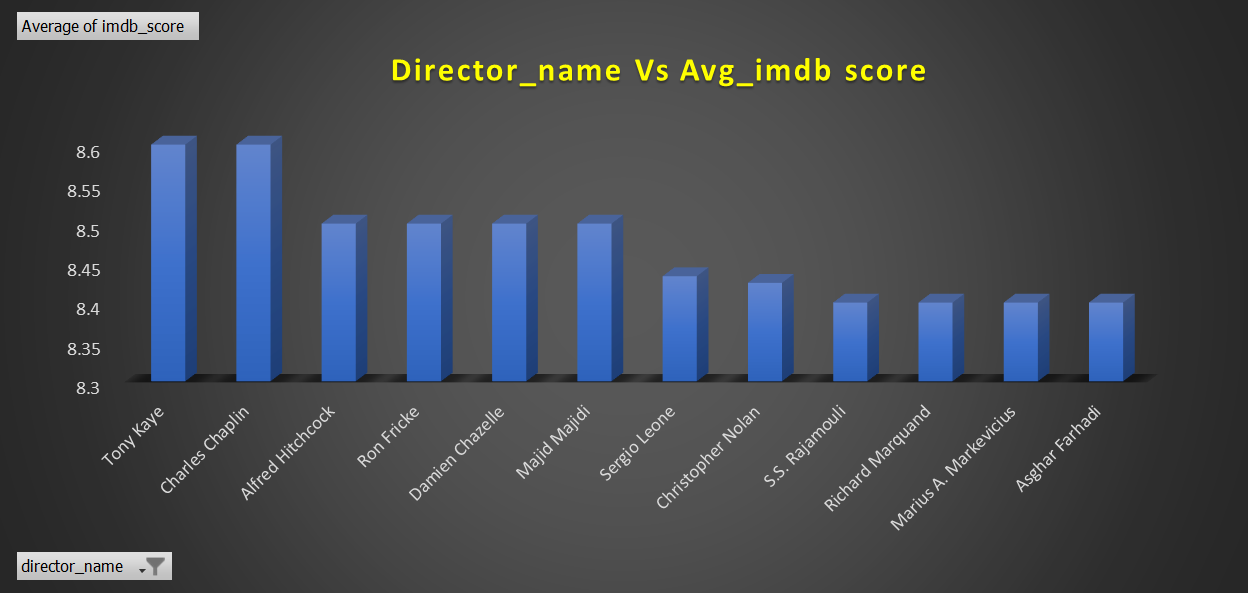 Average of imdb_score
Director_name Vs Avg_imdb score
8.6
8.55
8.5
8.45
8.4
8.35
8.3
Tony Kaye
Charles Chaplin
Alfred Hitchcock
Ron Fricke
Damien Chazelle
Majid Majidi
Sergio Leone
Christopher Nolan
S.S. Rajamouli
Richard Marquand
Marius A. Markevicius
Asghar Farhadi
director_name